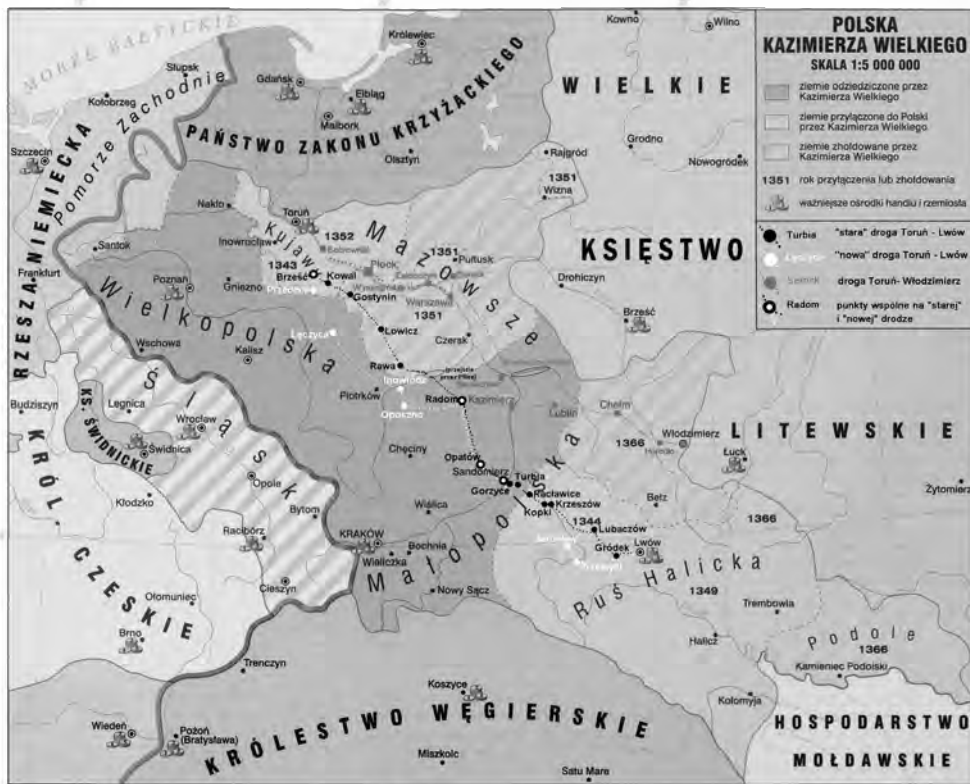 POLSKA
KAZIMIERZA WIELKIEGO
SKALA 1:5 000 000
ziemie odziedziczone przez
Kazimierza Wielkiego
ziemie przyłączone do Polski
przez Kazimierza Wielkiego
ziemie zhołdowane przez
Kazimierza Wielkiego
1351 rok przyłączenia lub zhołdowania
ważniejsze ośrodki handlu i rzemiosła
Turbia "stara" droga Toruń - Lwów
Łęczyca "nowa" droga Toruń - Lwów
droga Toruń- Włodzimierz
Radom punkty wspolne na "starej"
i "nowej" drodze
MORZE BAŁTYCKIE
Kowno
Wilno
Królewiec
Słupsk
Gdańsk
Kołobrzeg
Elbląg
Malbork
WIELKIE
PAŃSTWO ZAKONU KRZYŻACKIEGO
Pomorze Zachodnie
Szczecin
Olsztyn
Grodno
Rajgród
Nowogródek
1351
Wizna
RZESZA NIEMIECKA
Nakło
Toruń
Kujawy
Mazowsze
Inowrocław
1352
Bobrowniki
Santok
1343
Brześć
Kowal
Płock
1351
Pułtusk
KSIĘSTWO
Frankfurt
Poznań
Gniezno
Przedecz
Gostynin
Warszawa
1351
Drohiczyn
Brześć
Wielkopolska
Łęczyca
Łowicz
Czersk
Wschowa
Kalisz
Rawa
Inowłódz
Piotrków
Opoczno
Radom
Kazimierz
Lublin
Chełm
1366
Włodzimierz
Horodło
LITEWSKIE
Łuck
Żytomierz
Budziszyn
Legnica
Śląsk
Wrocław
KS. ŚWIDNICKIE
Świdnica
Chęciny
Opatów
Sandomierz
Turbia
Gorzyce
Racławice
Krzeszów
Kopki
Bełz
KRÓL
Kłodzko
Opole
Bytom
Wiślica
1344
Lubaczów
1366
Racibórz
KRAKÓW
Bochnia
Wieliczka
Małopolska
Gródek
Lwów
Jarosław
Przemyśl
Ruś Halicka
1349
Cieszyn
Nowy Sącz
CZESKIE
Ołomuniec
Brno
Trembowla
Halicz
Podole
1366
Kamieniec Podolski
Trenczyn
Koszyce
Kołomyja
KRÓLESTWO WĘGIERSKIE
HOSPODARSTWO
MOŁDAWSKIE
Wiedeń
Pożoń
(Bratysława)
Miszkolc
Satu Mare